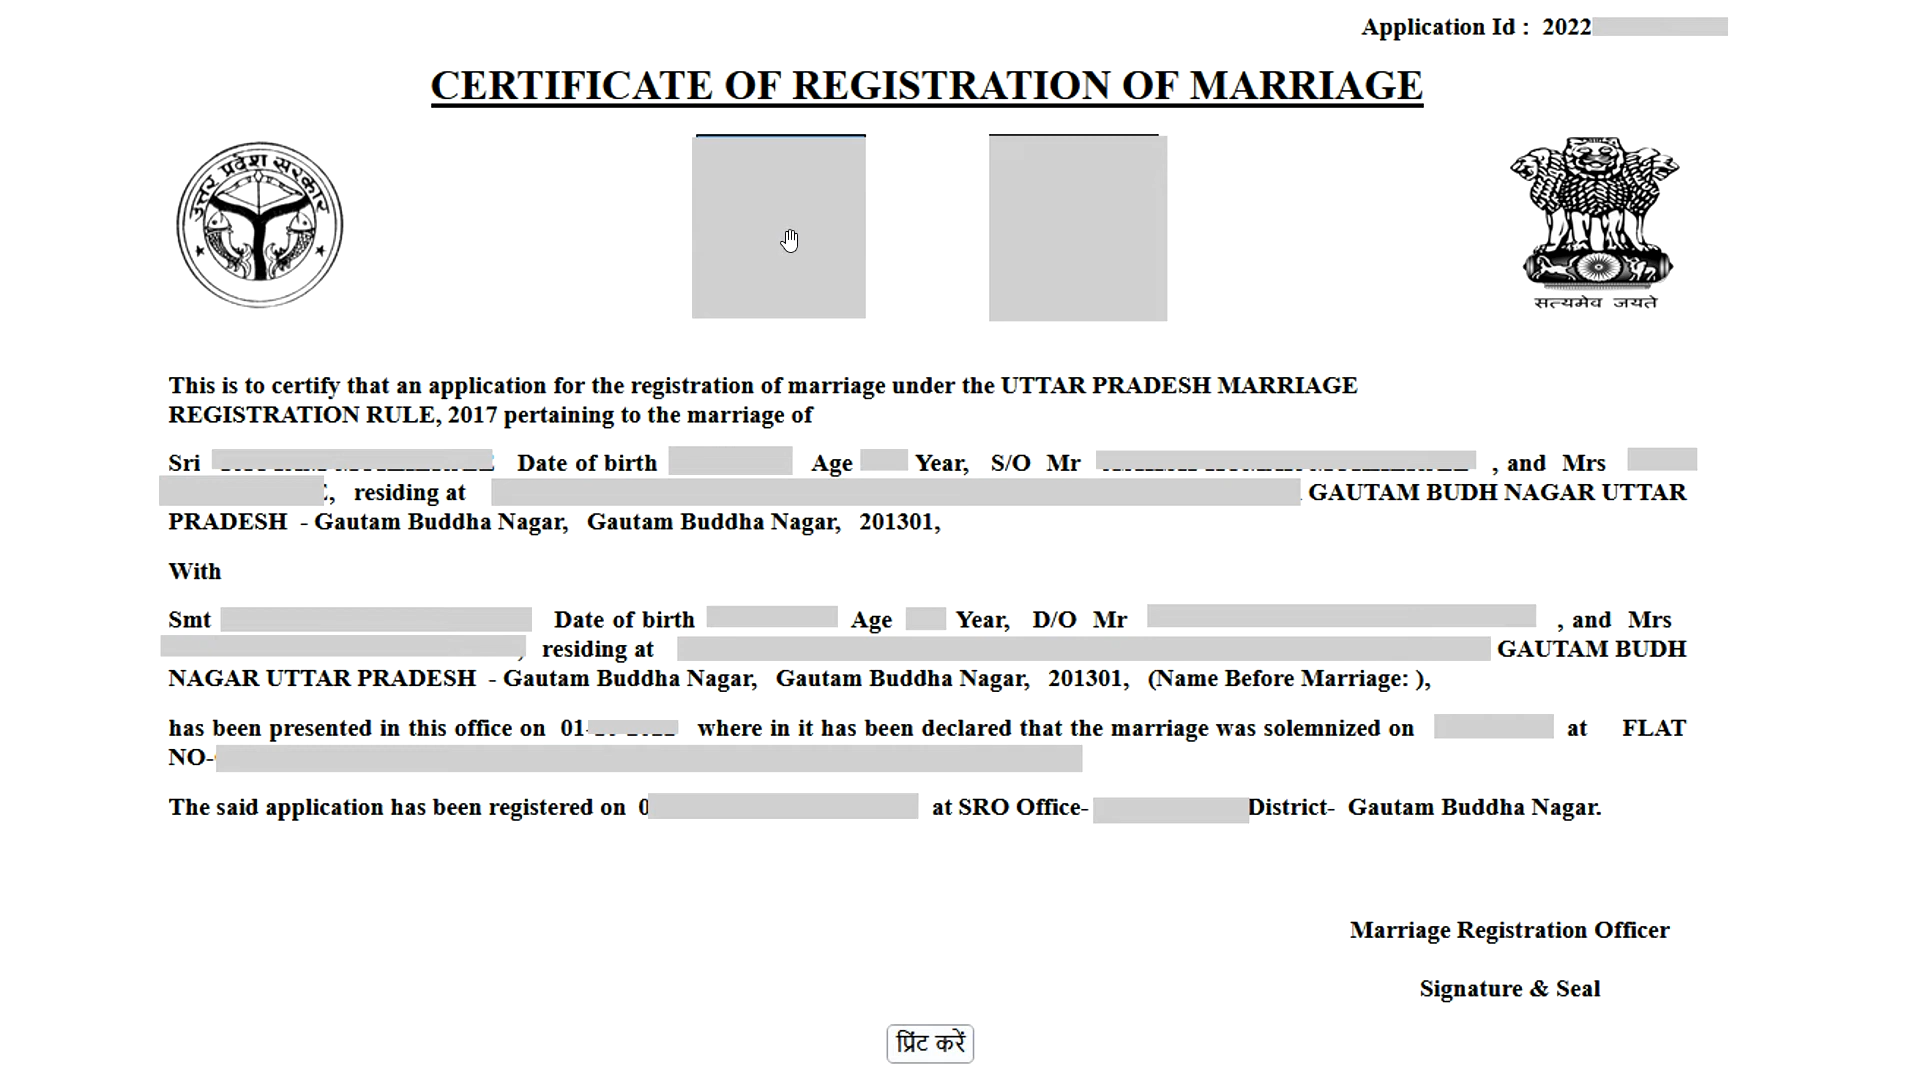 Application Id : 2022
CERTIFICATE OF REGISTRATION OF MARRIAGE
उत्तर प्रदेश सरकार
सत्यमेव जयते
This is to certify that an application for the registration of marriage under the UTTAR PRADESH MARRIAGE
REGISTRATION RULE, 2017 pertaining to the marriage of
Sri Date of birth Age Year, S/O Mr , and Mrs
, residing at GAUTAM BUDH NAGAR UTTAR
PRADESH - Gautam Buddha Nagar, Gautam Buddha Nagar, 201301,
With
Smt Date of birth Age Year, D/O Mr , and Mrs
, residing at GAUTAM BUDH
NAGAR UTTAR PRADESH - Gautam Buddha Nagar, Gautam Buddha Nagar, 201301, (Name Before Marriage: ),
has been presented in this office on 01- where in it has been declared that the marriage was solemnized on at FLAT
NO-
The said application has been registered on 0 at SRO Office- District- Gautam Buddha Nagar.
Marriage Registration Officer
Signature & Seal
प्रिंट करें